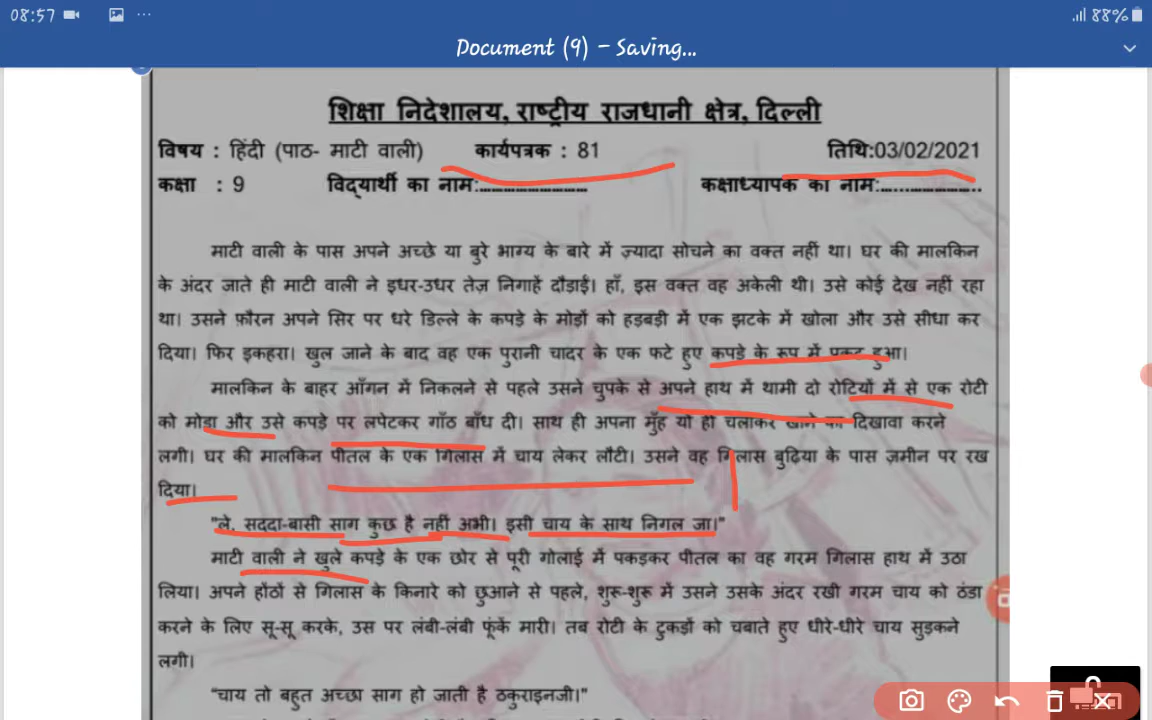 08:57
88%
Document (9) – Saving...
शिक्षा निदेशालय, राष्ट्रीय राजधानी क्षेत्र, दिल्ली
विषय : हिंदी (पाठ- माटी वाली) कार्यपत्रक : 81 तिथि:03/02/2021
कक्षा : 9 विद्यार्थी का नाम:........................ कक्षाध्यापक का नाम:........................
माटी वाली के पास अपने अच्छे या बुरे भाग्य के बारे में ज़्यादा सोचने का वक्त नहीं था। घर की मालकिन
के अंदर जाते ही माटी वाली ने इधर-उधर तेज़ निगाहें दौड़ाई। हाँ, इस वक्त वह अकेली थी। उसे कोई देख नहीं रहा
था। उसने फ़ौरन अपने सिर पर धरे डिल्ले के कपड़े के मोड़ों को हड़बड़ी में एक झटके में खोला और उसे सीधा कर
दिया। फिर इकहरा। खुल जाने के बाद वह एक पुरानी चादर के एक फटे हुए कपड़े के रूप में प्रकट हुआ।
मालकिन के बाहर आँगन में निकलने से पहले उसने चुपके से अपने हाथ में थामी दो रोटियों में से एक रोटी
को मोड़ा और उसे कपड़े पर लपेटकर गाँठ बाँध दी। साथ ही अपना मुँह यों ही चलाकर खाने का दिखावा करने
लगी। घर की मालकिन पीतल के एक गिलास में चाय लेकर लौटी। उसने वह गिलास बुढ़िया के पास ज़मीन पर रख
दिया।
"ले, सद्दा-बासी साग कुछ है नहीं अभी। इसी चाय के साथ निगल जा।"
माटी वाली ने खुले कपड़े के एक छोर से पूरी गोलाई में पकड़कर पीतल का वह गरम गिलास हाथ में उठा
लिया। अपने होंठों से गिलास के किनारे को छुआने से पहले, शुरू-शुरू में उसने उसके अंदर रखी गरम चाय को ठंडा
करने के लिए सू-सू करके, उस पर लंबी-लंबी फूंकें मारी। तब रोटी के टुकड़ों को चबाते हुए धीरे-धीरे चाय सुड़कने
लगी।
"चाय तो बहुत अच्छा साग हो जाती है ठकुराइनजी।"